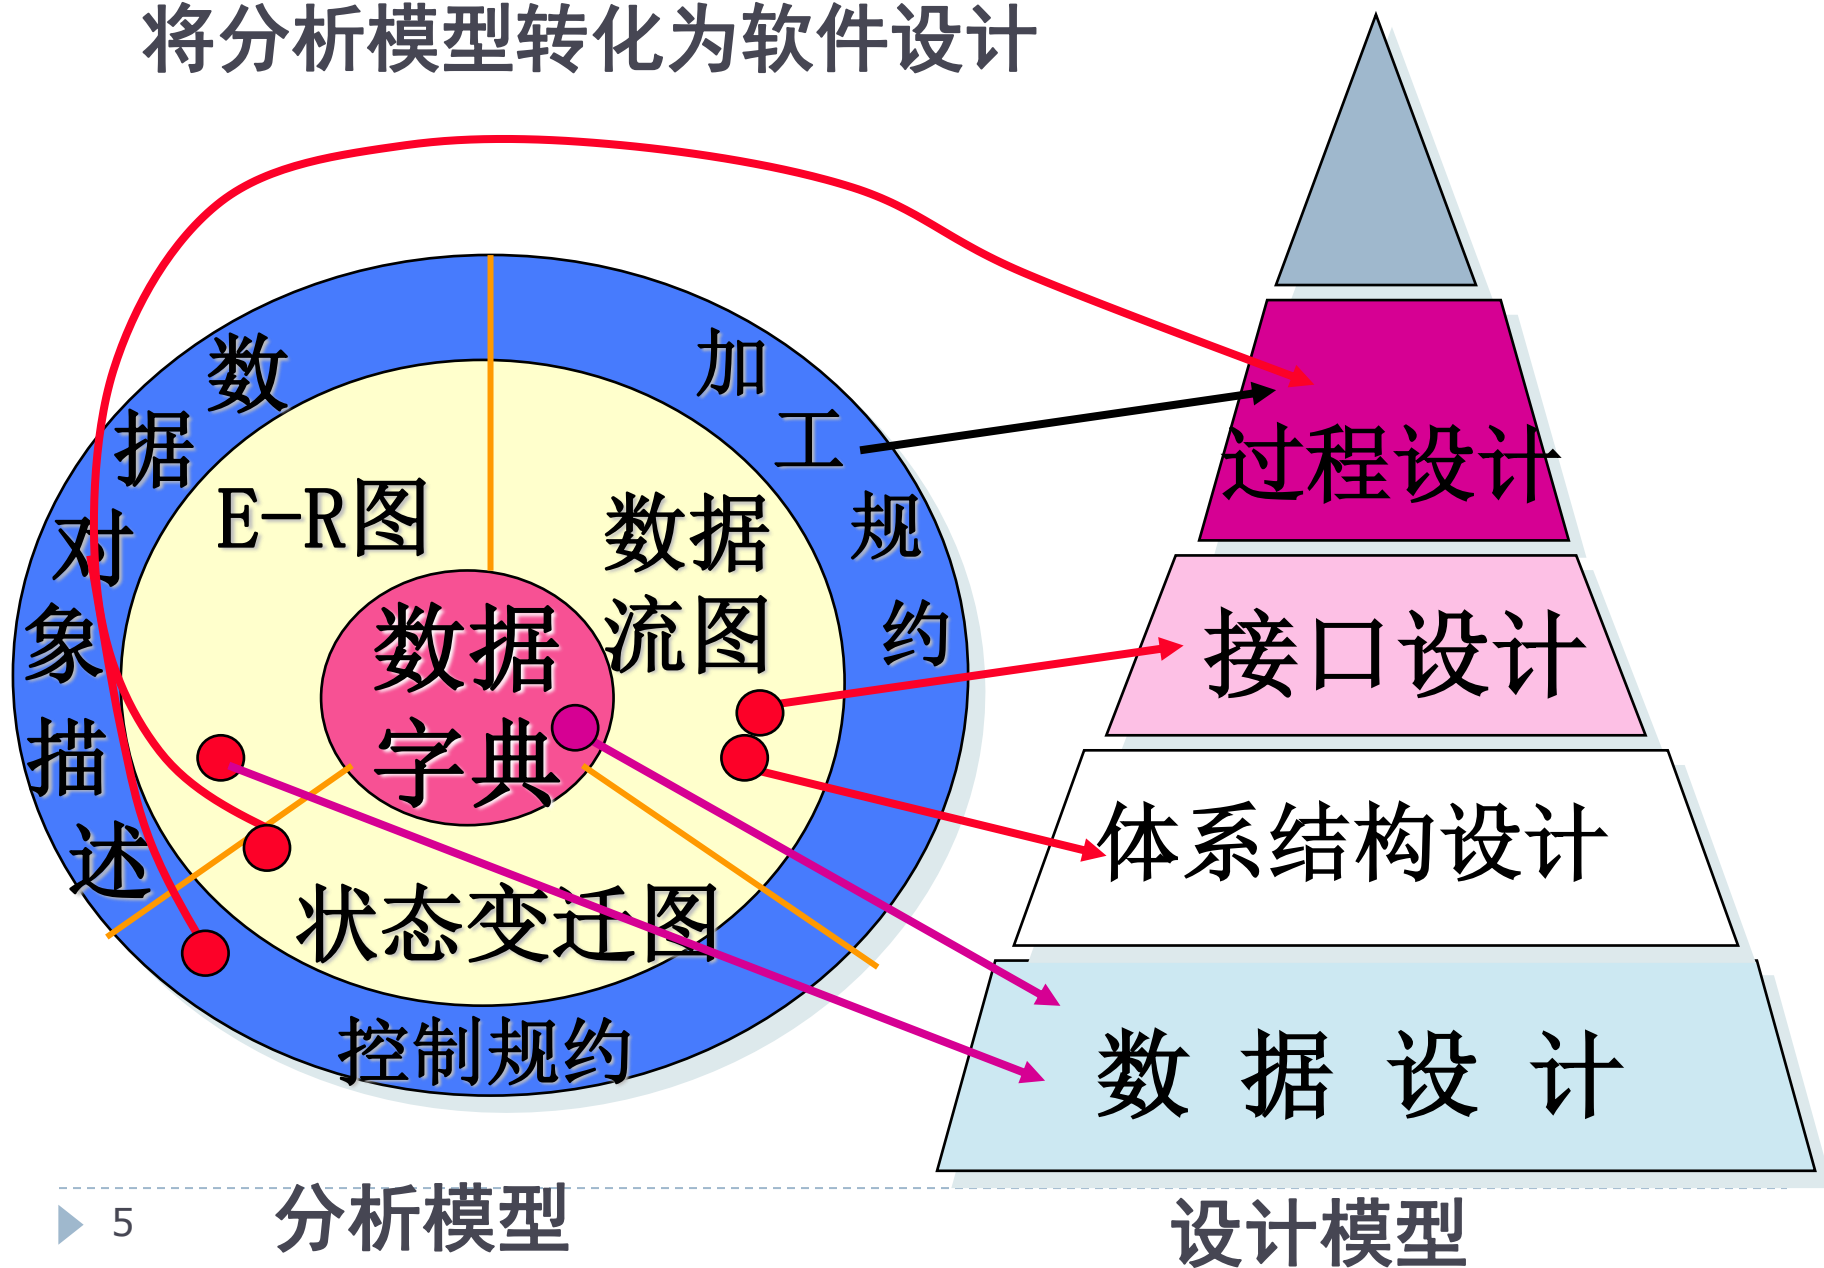 将分析模型转化为软件设计
数据对象描述
加工规约
E-R图
数据
流图
数据
字典
状态变迁图
控制规约
过程设计
接口设计
体系结构设计
数 据 设 计
5
分析模型
设计模型